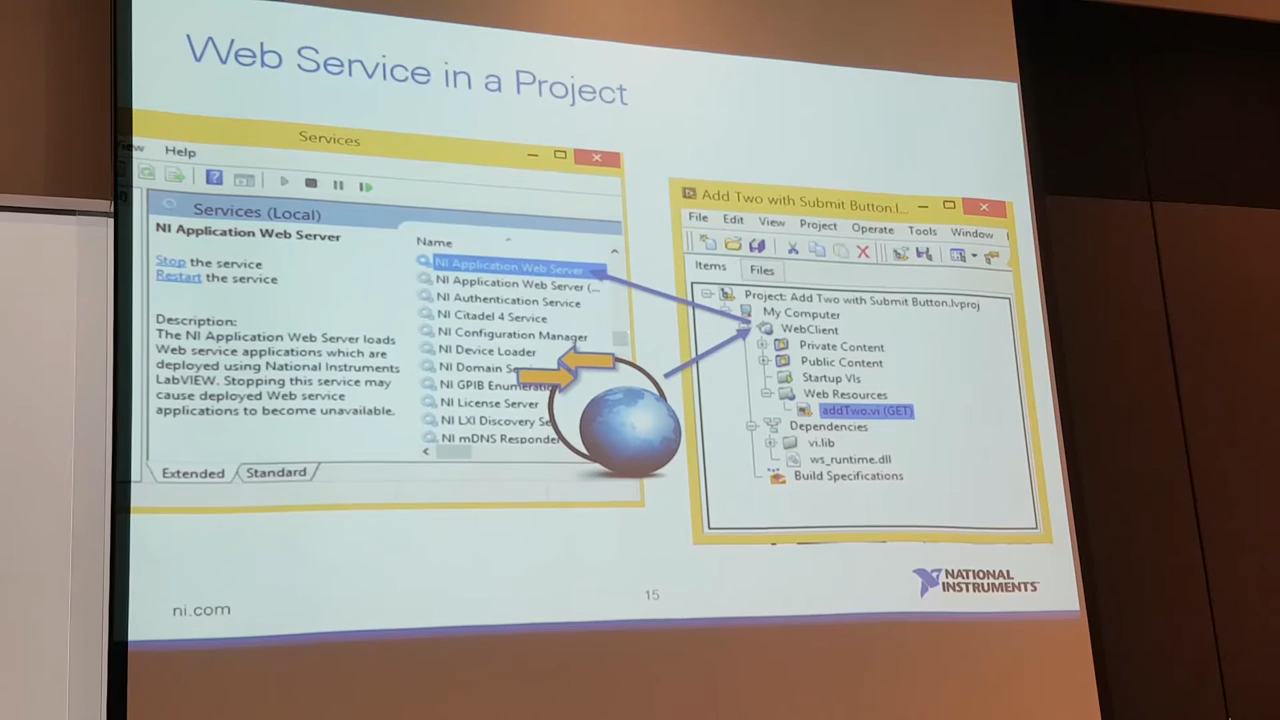 Web Service in a Project
Services
Help
Services (Local)
NI Application Web Server
Stop the service
Restart the service
Description:
The NI Application Web Server loads
Web service applications which are
deployed using National Instruments
LabVIEW. Stopping this service may
cause deployed Web service
applications to become unavailable.
Name
NI Application Web Server
NI Application Web Server (...
NI Authentication Service
NI Citadel 4 Service
NI Configuration Manager
NI Device Loader
NI Domain
NI GPIB
NI License Server
NI LXI Discovery
NI mDNS Responder
Extended
Standard
Add Two with Submit Button.l...
File Edit View Project Operate Tools Window
Items Files
Project: Add Two with Submit Button.lvproj
My Computer
WebClient
Private Content
Public Content
Startup VIs
Web Resources
addTwo.vi (GET)
Dependencies
vi.lib
ws_runtime.dll
Build Specifications
ni.com
15
NATIONAL
INSTRUMENTS